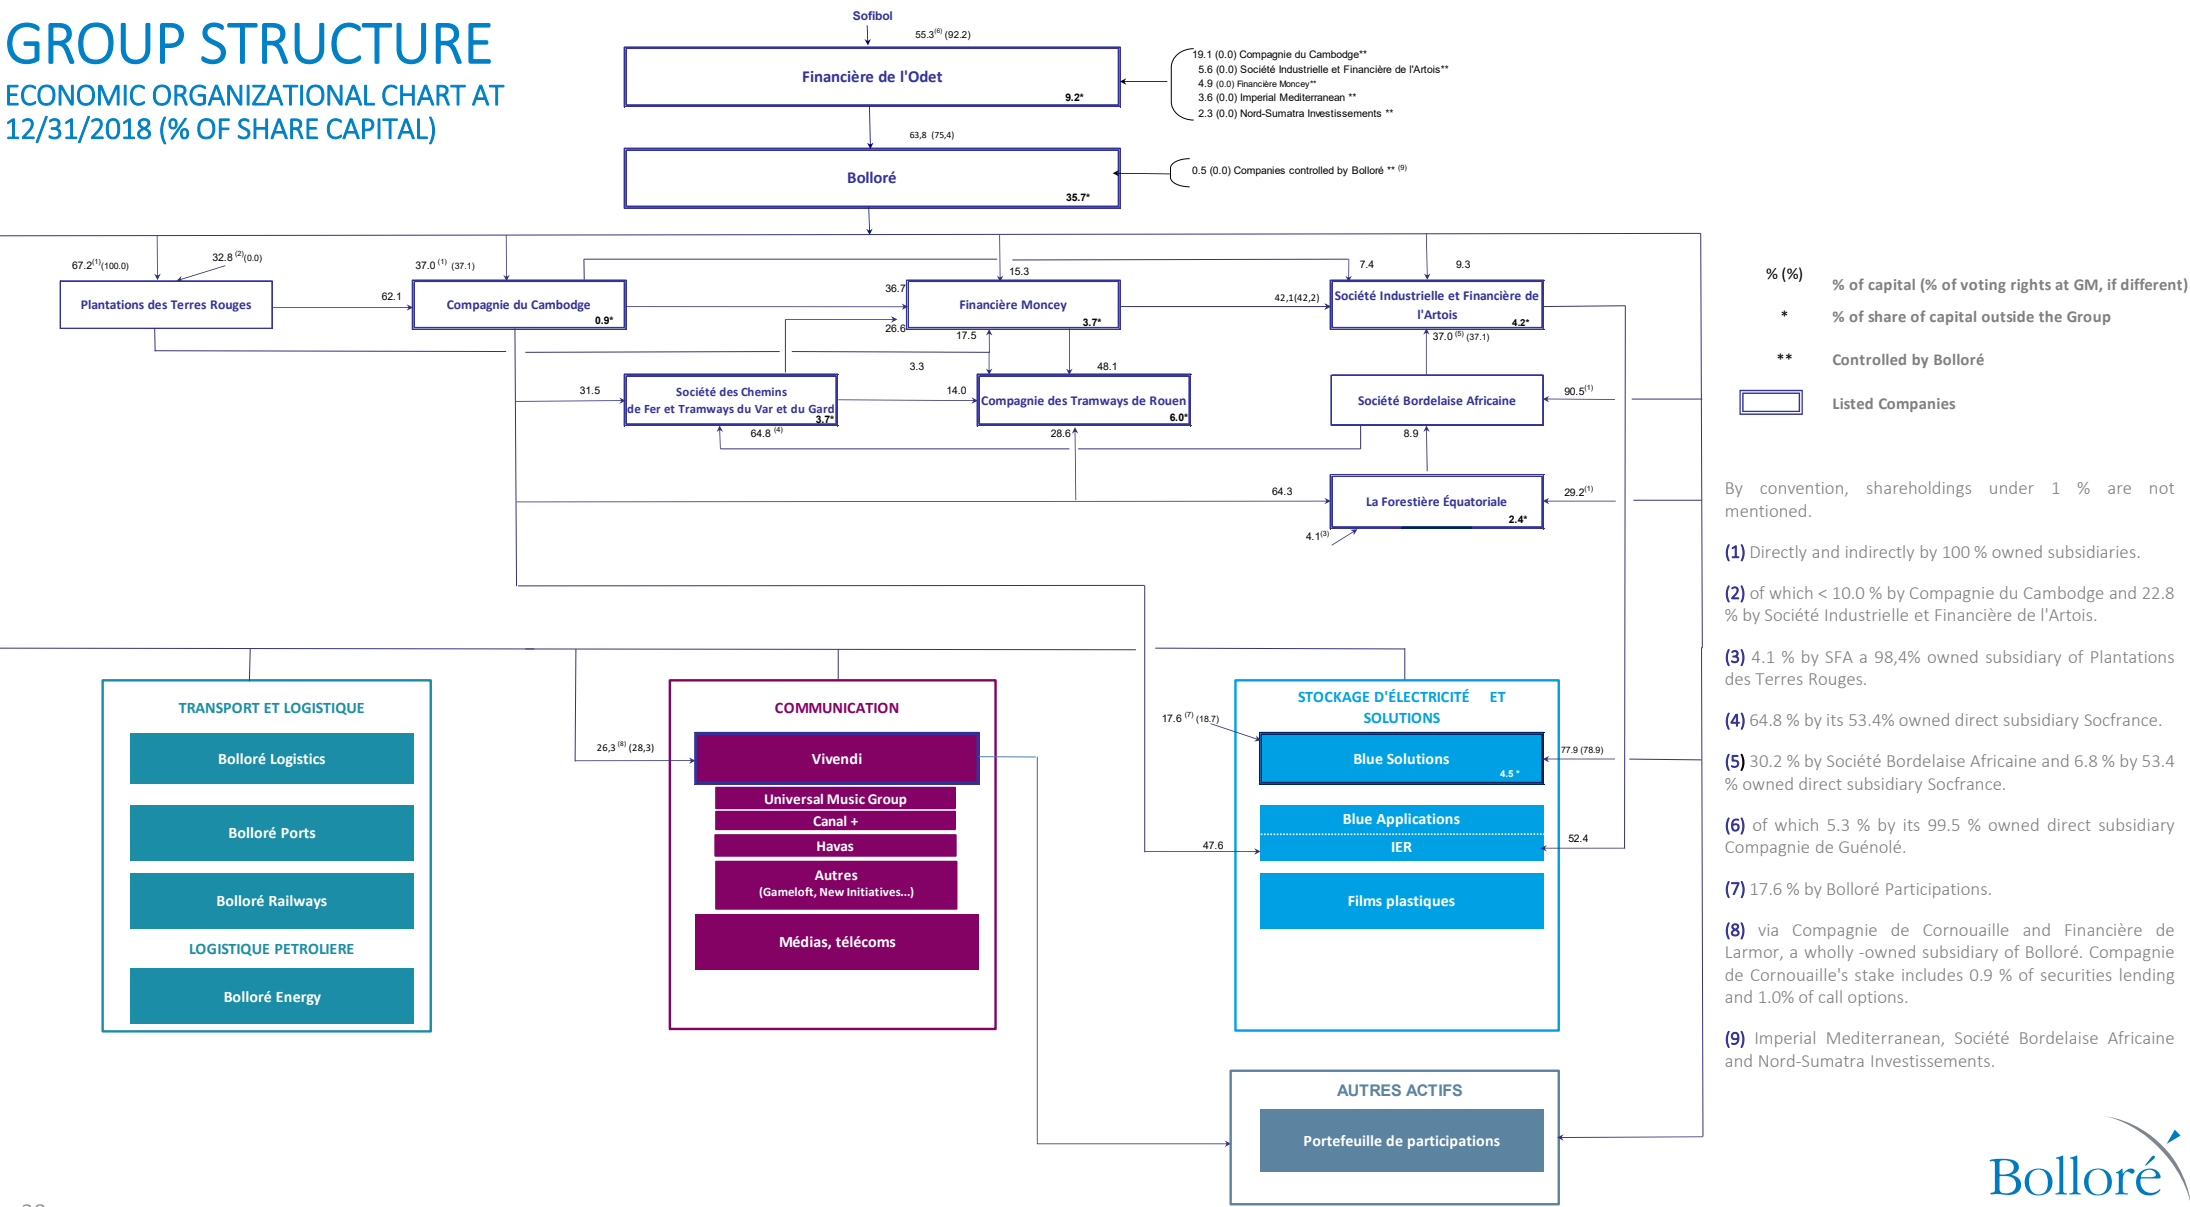 GROUP STRUCTURE
ECONOMIC ORGANIZATIONAL CHART AT
12/31/2018 (% OF SHARE CAPITAL)
Sofibol
55.3(6) (92.2)
Financière de l'Odet
9.2*
19.1 (0.0) Compagnie du Cambodge**
5.6 (0.0) Société Industrielle et Financière de l'Artois**
4.9 (0.0) Financière Moncey**
3.6 (0.0) Imperial Mediterranean **
2.3 (0.0) Nord-Sumatra Investissements **
63,8 (75,4)
Bolloré
35.7*
0.5 (0.0) Companies controlled by Bolloré ** (9)
67.2(1)(100.0)
32.8 (2)(0.0)
37.0 (1) (37.1)
15.3
7.4
9.3
Plantations des Terres Rouges
62.1
Compagnie du Cambodge
0.9*
36.7
26.6
Financière Moncey
3.7*
42,1(42,2)
Société Industrielle et Financière de
l'Artois
4.2*
17.5
37.0 (5) (37.1)
3.3
48.1
31.5
Société des Chemins
de Fer et Tramways du Var et du Gard
3.7*
14.0
Compagnie des Tramways de Rouen
6.0*
Société Bordelaise Africaine
90.5(1)
64.8 (4)
28.6
8.9
64.3
La Forestière Équatoriale
2.4*
29.2(1)
4.1(3)
% (%)
% of capital (% of voting rights at GM, if different)
*
% of share of capital outside the Group
**
Controlled by Bolloré
Listed Companies
By convention, shareholdings under 1 % are not
mentioned.
(1) Directly and indirectly by 100 % owned subsidiaries.
(2) of which < 10.0 % by Compagnie du Cambodge and 22.8
% by Société Industrielle et Financière de l'Artois.
(3) 4.1 % by SFA a 98,4% owned subsidiary of Plantations
des Terres Rouges.
(4) 64.8 % by its 53.4% owned direct subsidiary Socfrance.
(5) 30.2 % by Société Bordelaise Africaine and 6.8 % by 53.4
% owned direct subsidiary Socfrance.
(6) of which 5.3 % by its 99.5 % owned direct subsidiary
Compagnie de Guénolé.
(7) 17.6 % by Bolloré Participations.
(8) via Compagnie de Cornouaille and Financière de
Larmor, a wholly -owned subsidiary of Bolloré. Compagnie
de Cornouaille's stake includes 0.9 % of securities lending
and 1.0% of call options.
(9) Imperial Mediterranean, Société Bordelaise Africaine
and Nord-Sumatra Investissements.
TRANSPORT ET LOGISTIQUE
Bolloré Logistics
Bolloré Ports
Bolloré Railways
LOGISTIQUE PETROLIERE
Bolloré Energy
COMMUNICATION
26,3 (8) (28,3)
Vivendi
Universal Music Group
Canal +
Havas
Autres
(Gameloft, New Initiatives...)
Médias, télécoms
STOCKAGE D'ÉLECTRICITÉ ET
SOLUTIONS
17.6 (7) (18.7)
Blue Solutions
4.5 *
77.9 (78.9)
Blue Applications
47.6
IER
52.4
Films plastiques
AUTRES ACTIFS
Portefeuille de participations
Bolloré